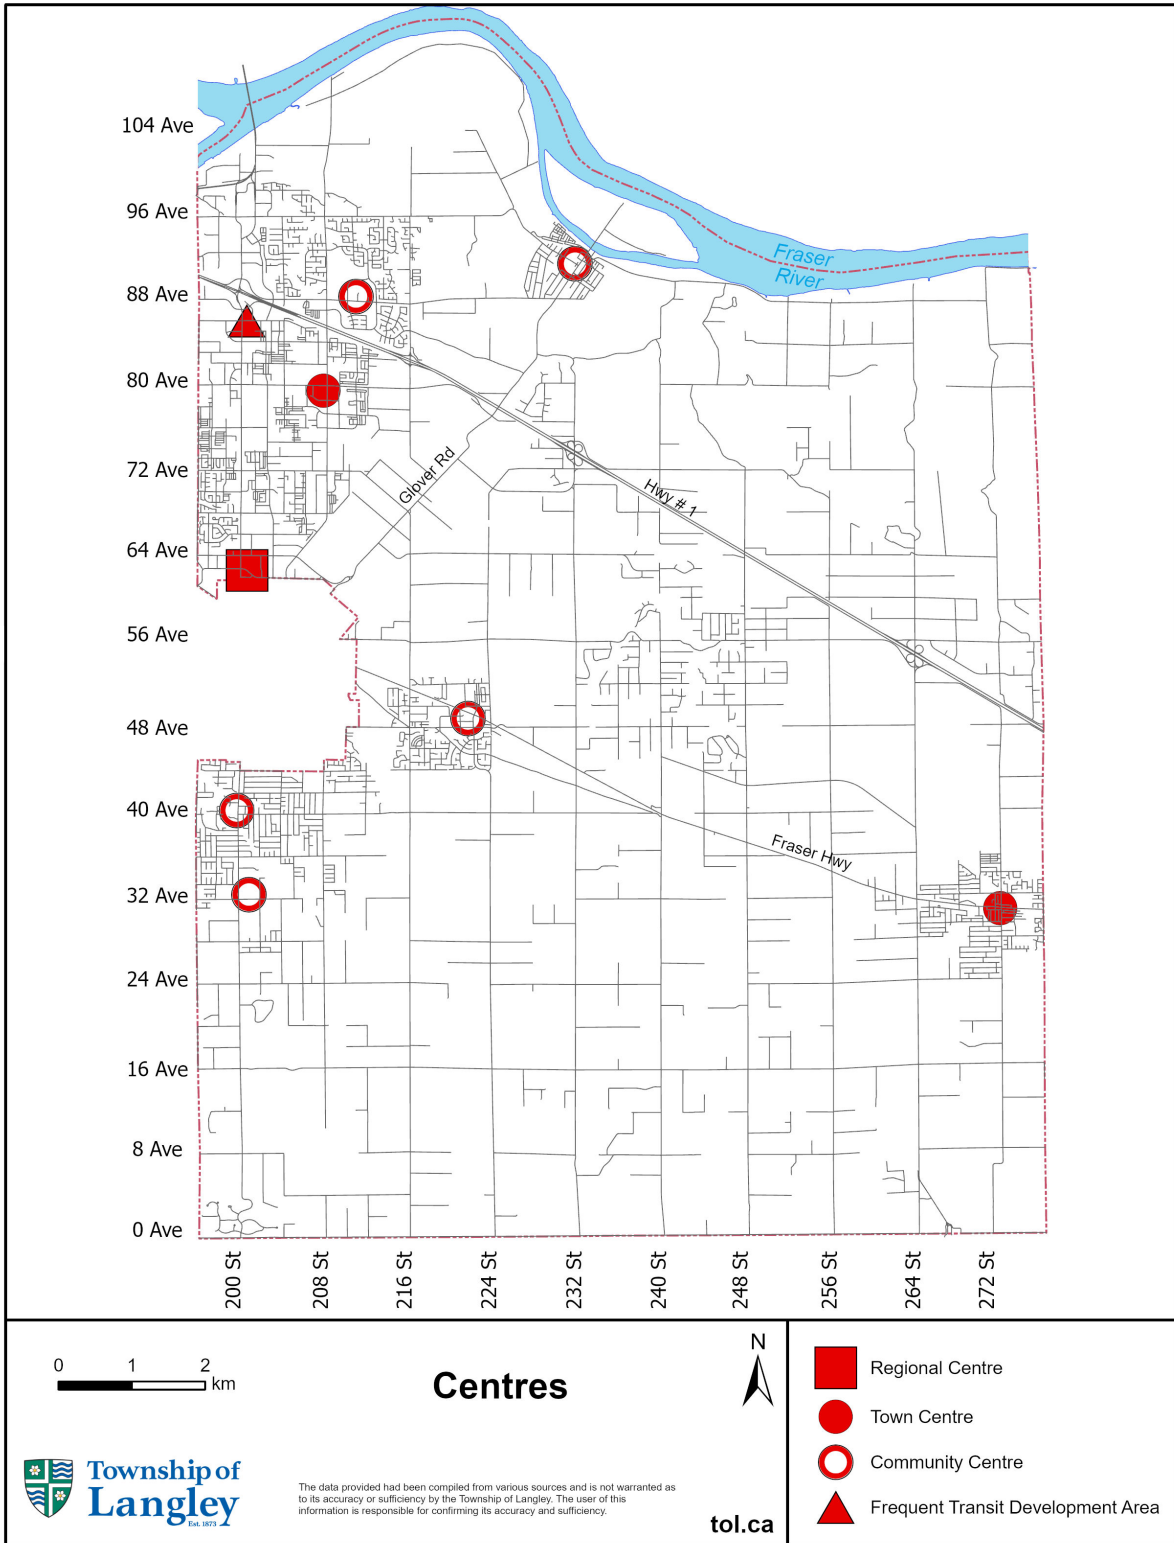 104 Ave
96 Ave
88 Ave
80 Ave
72 Ave
64 Ave
56 Ave
48 Ave
40 Ave
32 Ave
24 Ave
16 Ave
8 Ave
0 Ave
Fraser
River
Glover Rd
Hwy # 1
Fraser Hwy
200 St
208 St
216 St
224 St
232 St
240 St
248 St
256 St
264 St
272 St
0 1 2
km
Centres
N
Township of
Langley
Est. 1873
The data provided had been compiled from various sources and is not warranted as
to its accuracy or sufficiency by the Township of Langley. The user of this
information is responsible for confirming its accuracy and sufficiency.
tol.ca
Regional Centre
Town Centre
Community Centre
Frequent Transit Development Area